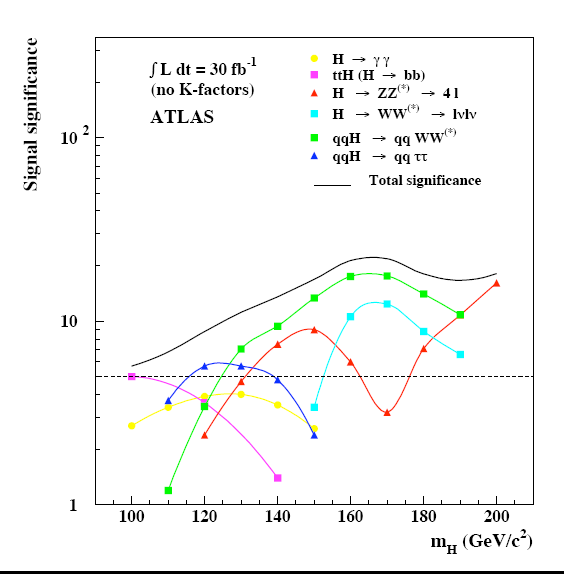 Signal significance
∫ L dt = 30 fb⁻¹
(no K-factors)
ATLAS
H → γ γ
ttH (H → bb)
H → ZZ⁽*⁾ → 4 l
H → WW⁽*⁾ → lνlν
qqH → qq WW⁽*⁾
qqH → qq ττ
Total significance
10²
10
1
100 120 140 160 180 200
m_H (GeV/c²)